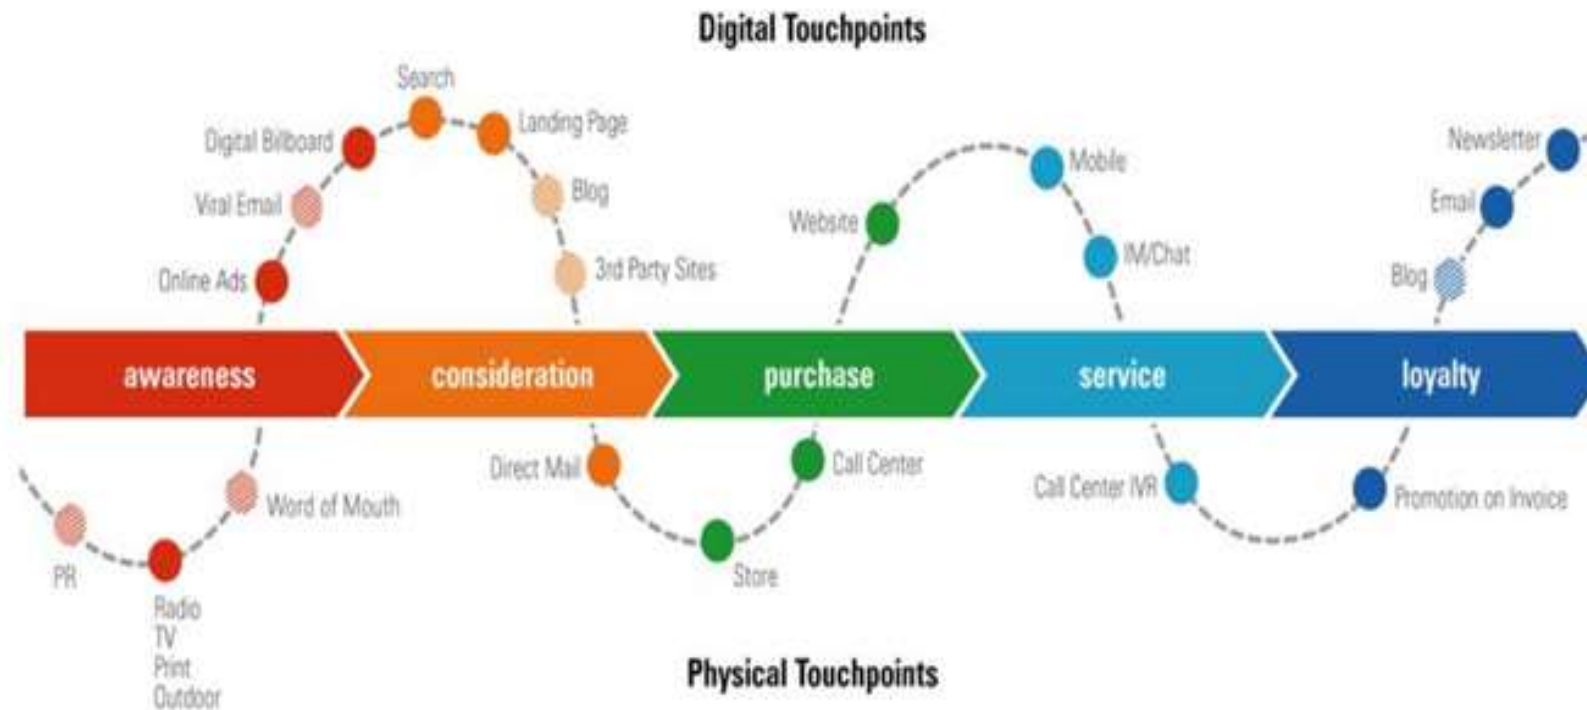 Digital Touchpoints
Search
Landing Page
Digital Billboard
Newsletter
Mobile
Blog
Viral Email
Email
Website
IM/Chat
3rd Party Sites
Online Ads
Blog
awareness
consideration
purchase
service
loyalty
Direct Mail
Call Center
Call Center IVR
Promotion on Invoice
Word of Mouth
PR
Store
Radio
TV
Print
Outdoor
Physical Touchpoints